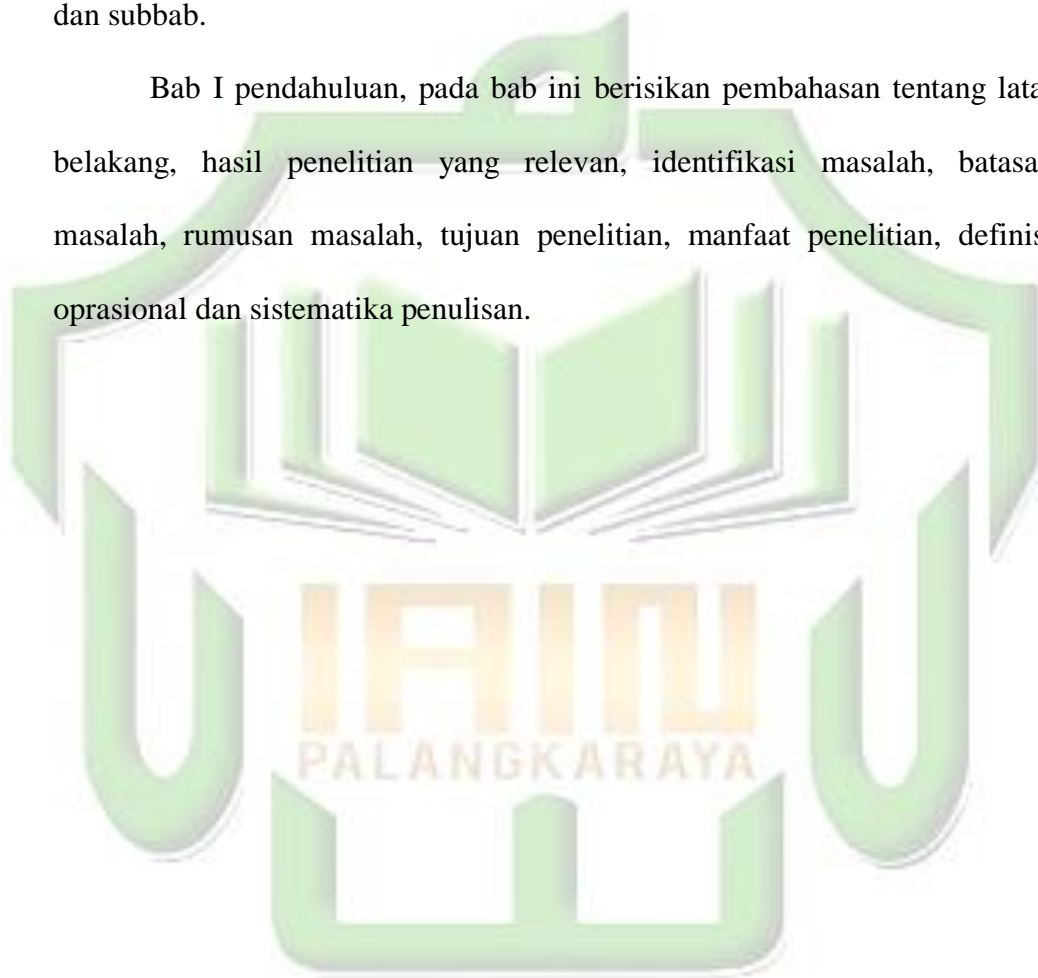 dan subbab.
Bab I pendahuluan, pada bab ini berisikan pembahasan tentang lata
belakang, hasil penelitian yang relevan, identifikasi masalah, batasa
masalah, rumusan masalah, tujuan penelitian, manfaat penelitian, definis
oprasional dan sistematika penulisan.
IAIN
PALANGKARAYA